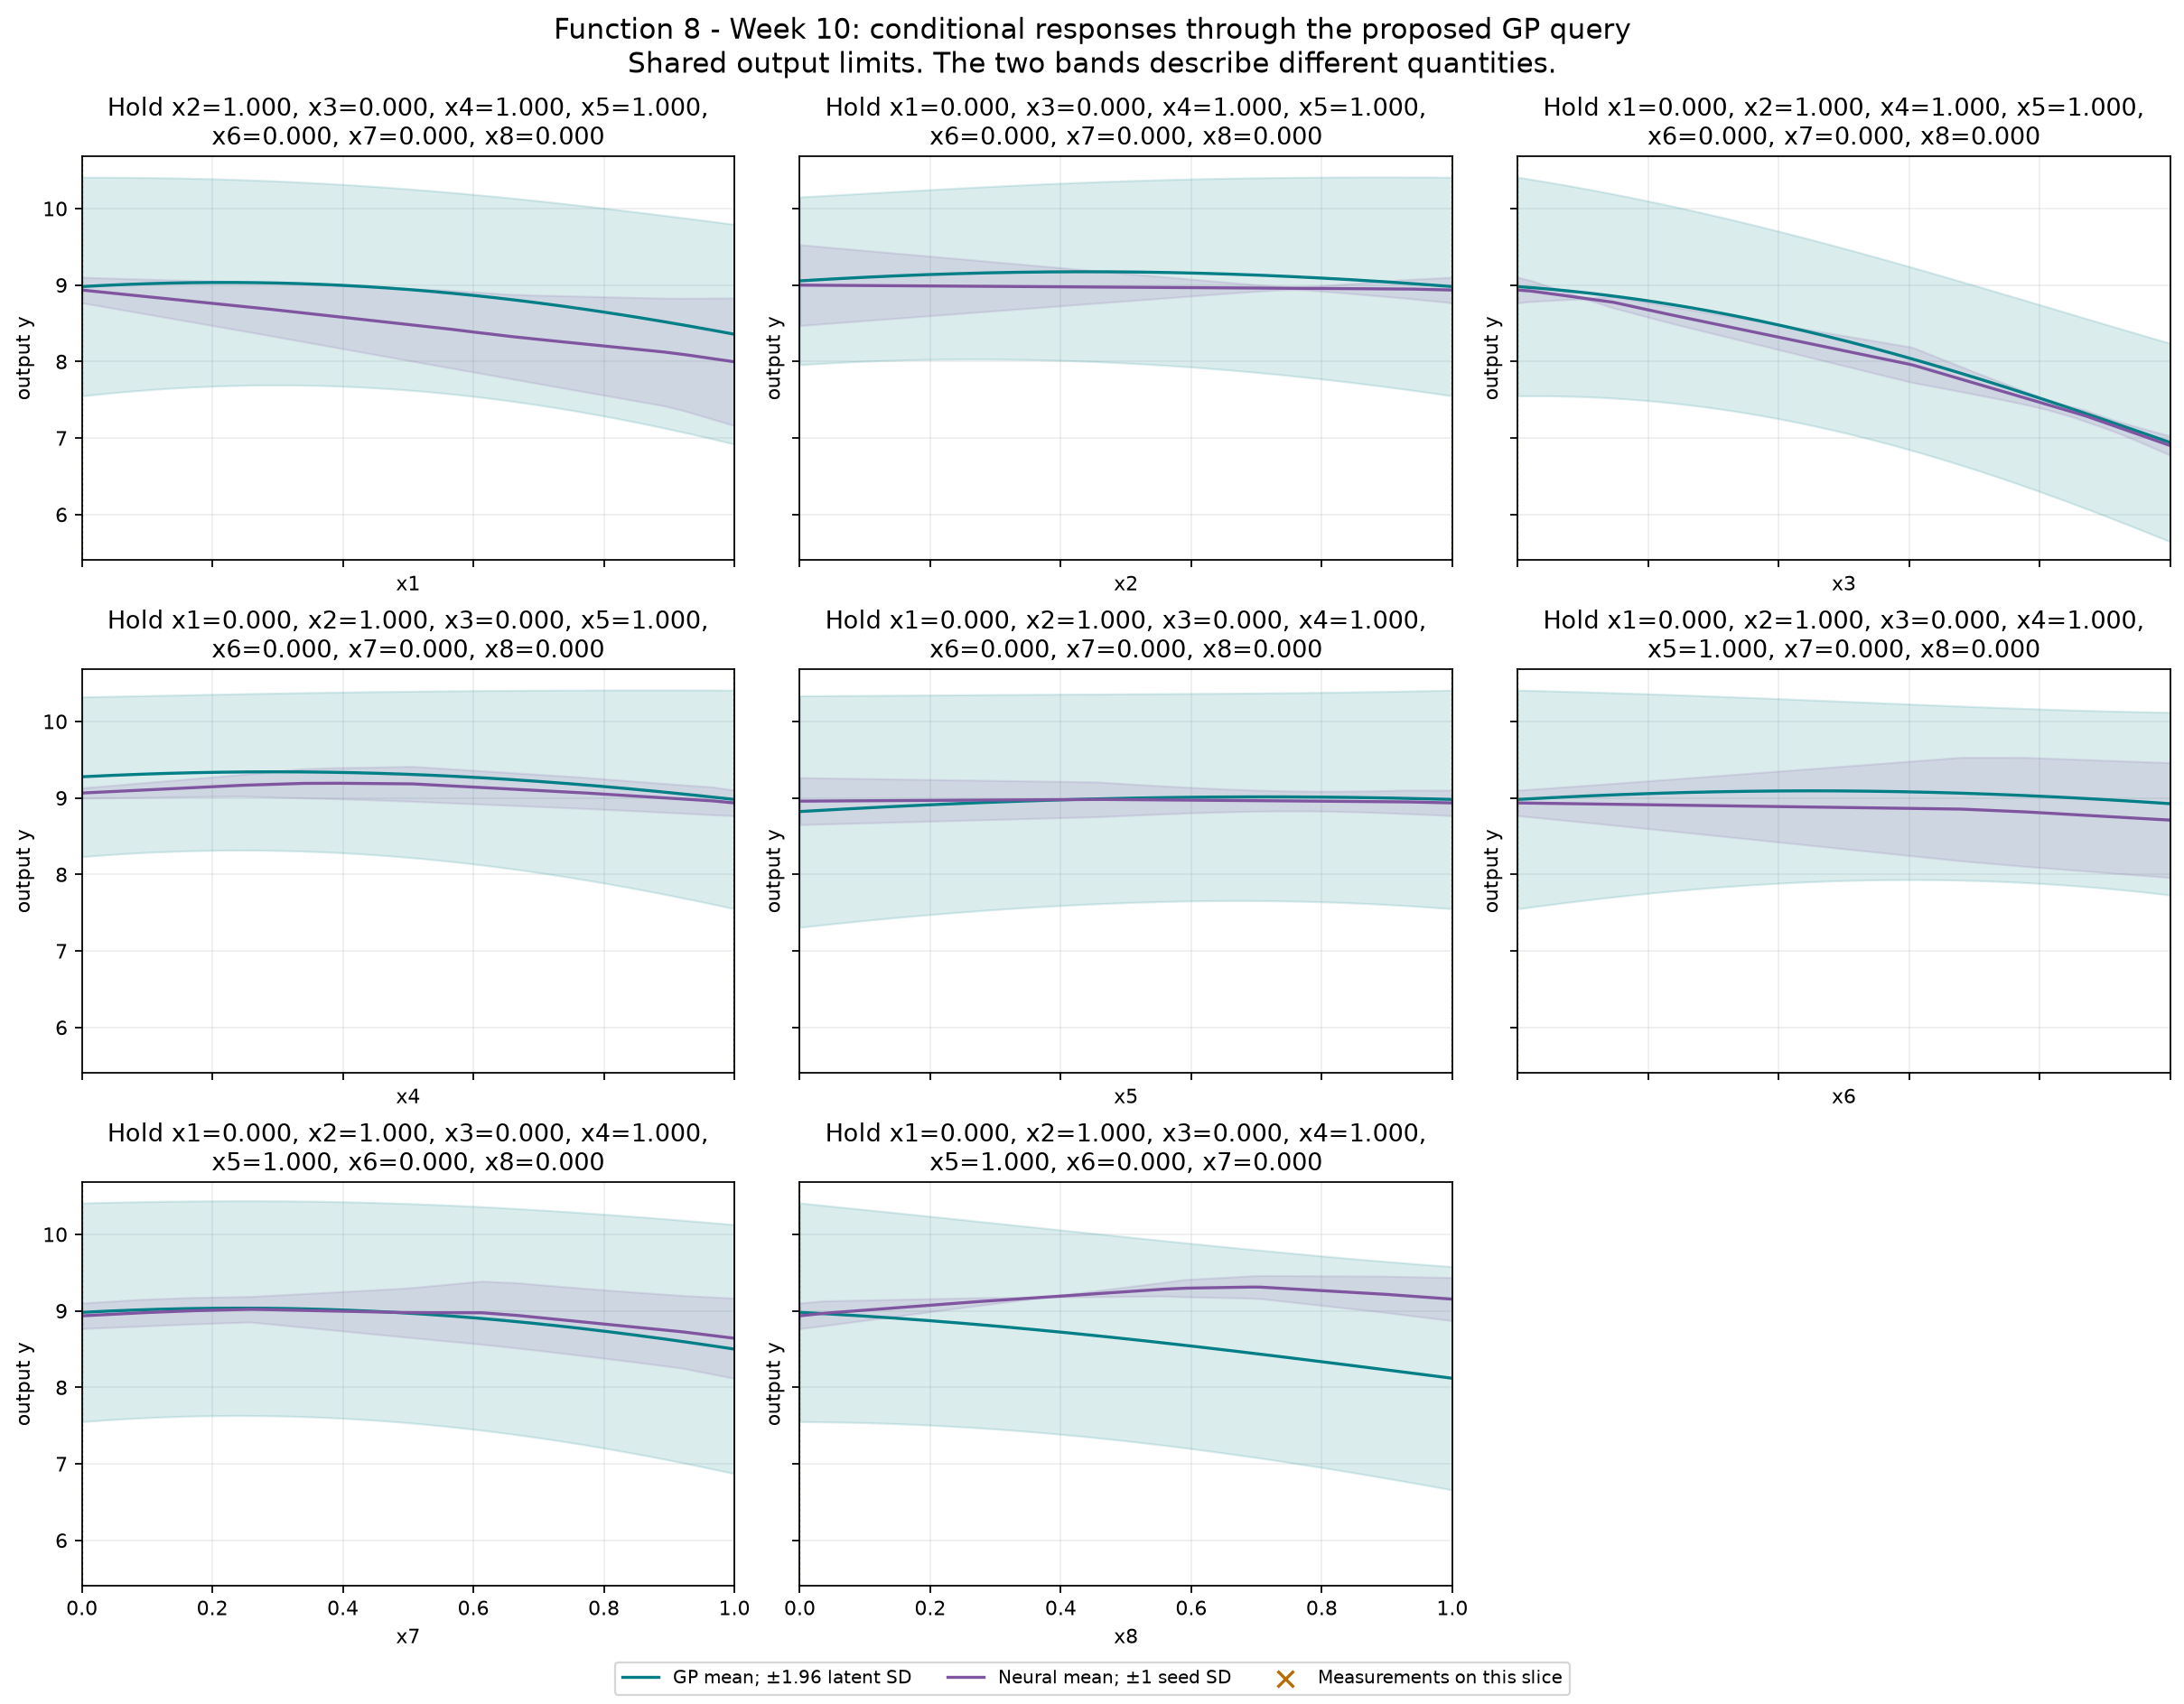 Function 8 - Week 10: conditional responses through the proposed GP query
Shared output limits. The two bands describe different quantities.
Hold x2=1.000, x3=0.000, x4=1.000, x5=1.000,
x6=0.000, x7=0.000, x8=0.000
Hold x1=0.000, x3=0.000, x4=1.000, x5=1.000,
x6=0.000, x7=0.000, x8=0.000
Hold x1=0.000, x2=1.000, x4=1.000, x5=1.000,
x6=0.000, x7=0.000, x8=0.000
10
9
8
7
6
output y
output y
output y
x1
x2
x3
Hold x1=0.000, x2=1.000, x3=0.000, x5=1.000,
x6=0.000, x7=0.000, x8=0.000
Hold x1=0.000, x2=1.000, x3=0.000, x4=1.000,
x6=0.000, x7=0.000, x8=0.000
Hold x1=0.000, x2=1.000, x3=0.000, x4=1.000,
x5=1.000, x7=0.000, x8=0.000
10
9
8
7
6
output y
output y
output y
x4
x5
x6
Hold x1=0.000, x2=1.000, x3=0.000, x4=1.000,
x5=1.000, x6=0.000, x8=0.000
Hold x1=0.000, x2=1.000, x3=0.000, x4=1.000,
x5=1.000, x6=0.000, x7=0.000
10
9
8
7
6
output y
output y
0.0 0.2 0.4 0.6 0.8 1.0
0.0 0.2 0.4 0.6 0.8 1.0
x7
x8
GP mean; ±1.96 latent SD
Neural mean; ±1 seed SD
Measurements on this slice